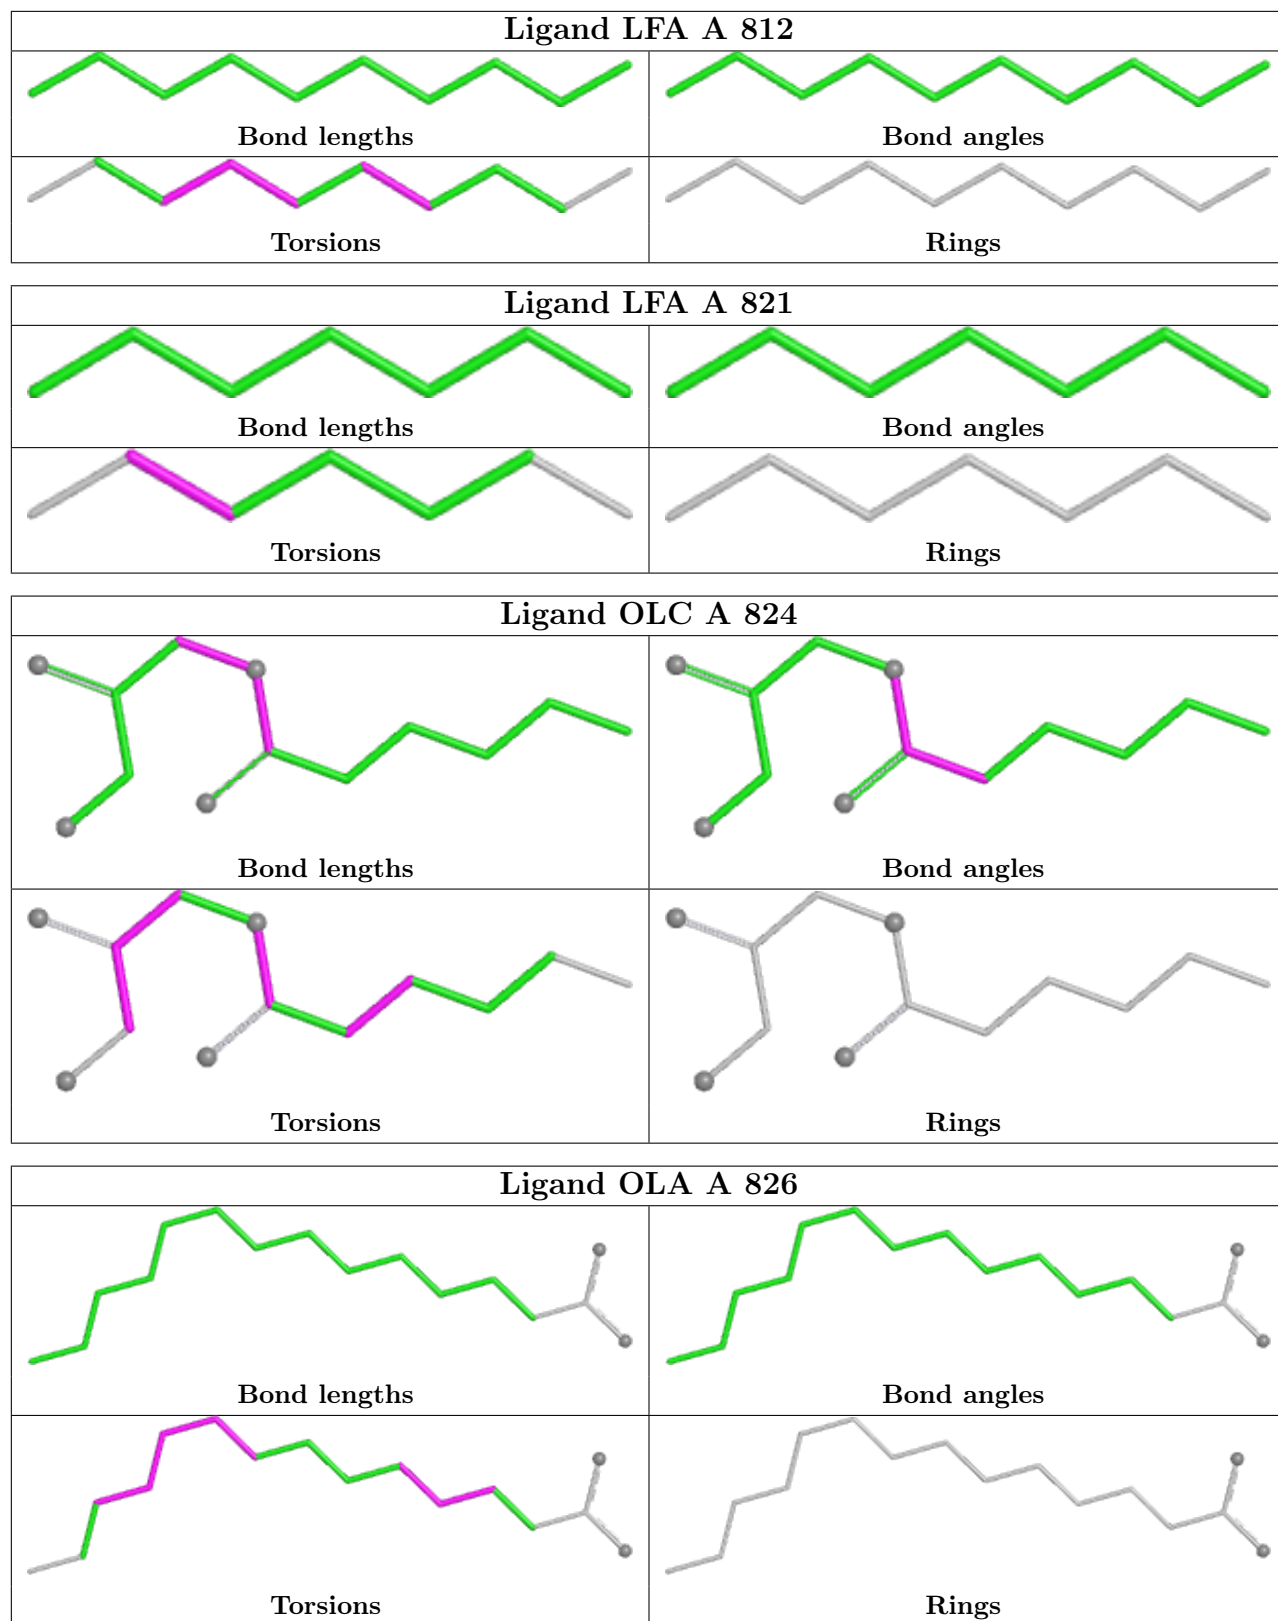 Ligand LFA A 812
Bond lengths
Bond angles
Torsions
Rings
Ligand LFA A 821
Bond lengths
Bond angles
Torsions
Rings
Ligand OLC A 824
Bond lengths
Bond angles
Torsions
Rings
Ligand OLA A 826
Bond lengths
Bond angles
Torsions
Rings